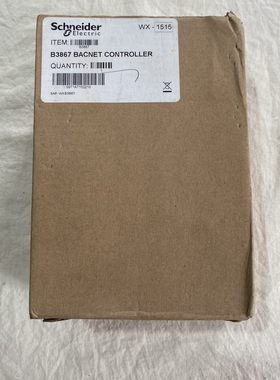 Schneider
Electric
WX - 1515
ITEM:
B3867 BACNET CONTROLLER
QUANTITY: